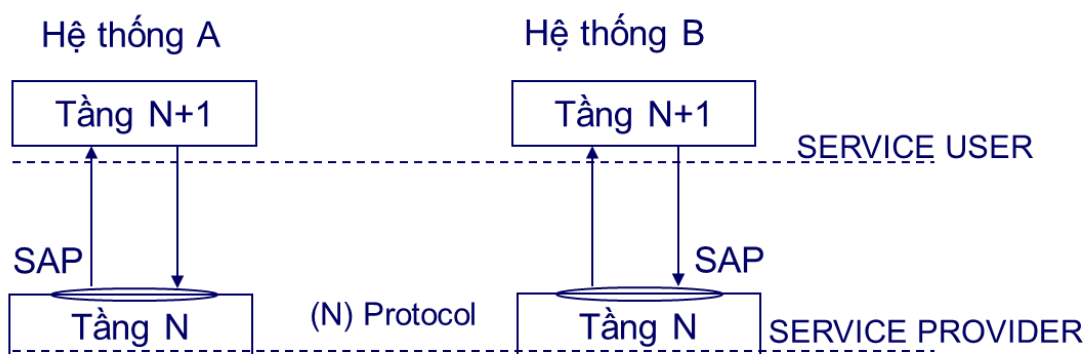 Hệ thống A
Hệ thống B
Tầng N+1
Tầng N+1
SERVICE USER
SAP
SAP
Tầng N
(N) Protocol
Tầng N
SERVICE PROVIDER